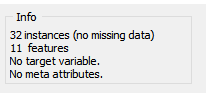 Info
32 instances (no missing data)
11 features
No target variable.
No meta attributes.